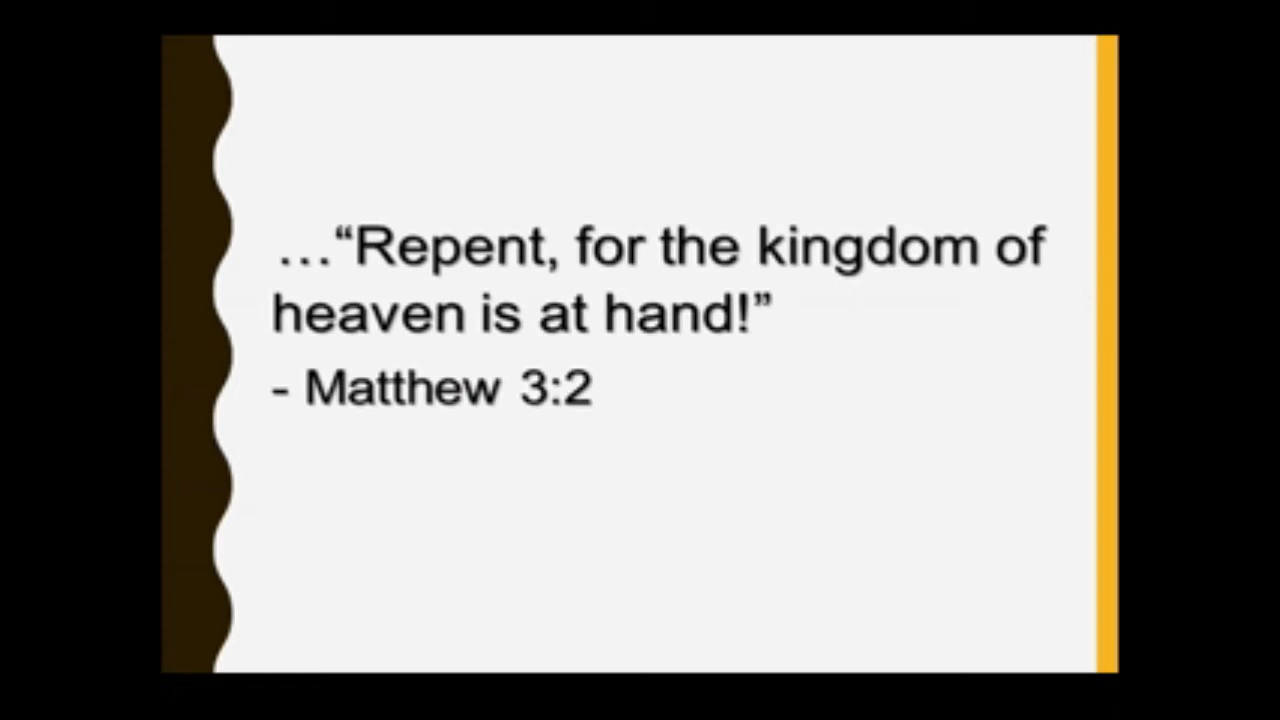 …“Repent, for the kingdom of
heaven is at hand!”
- Matthew 3:2